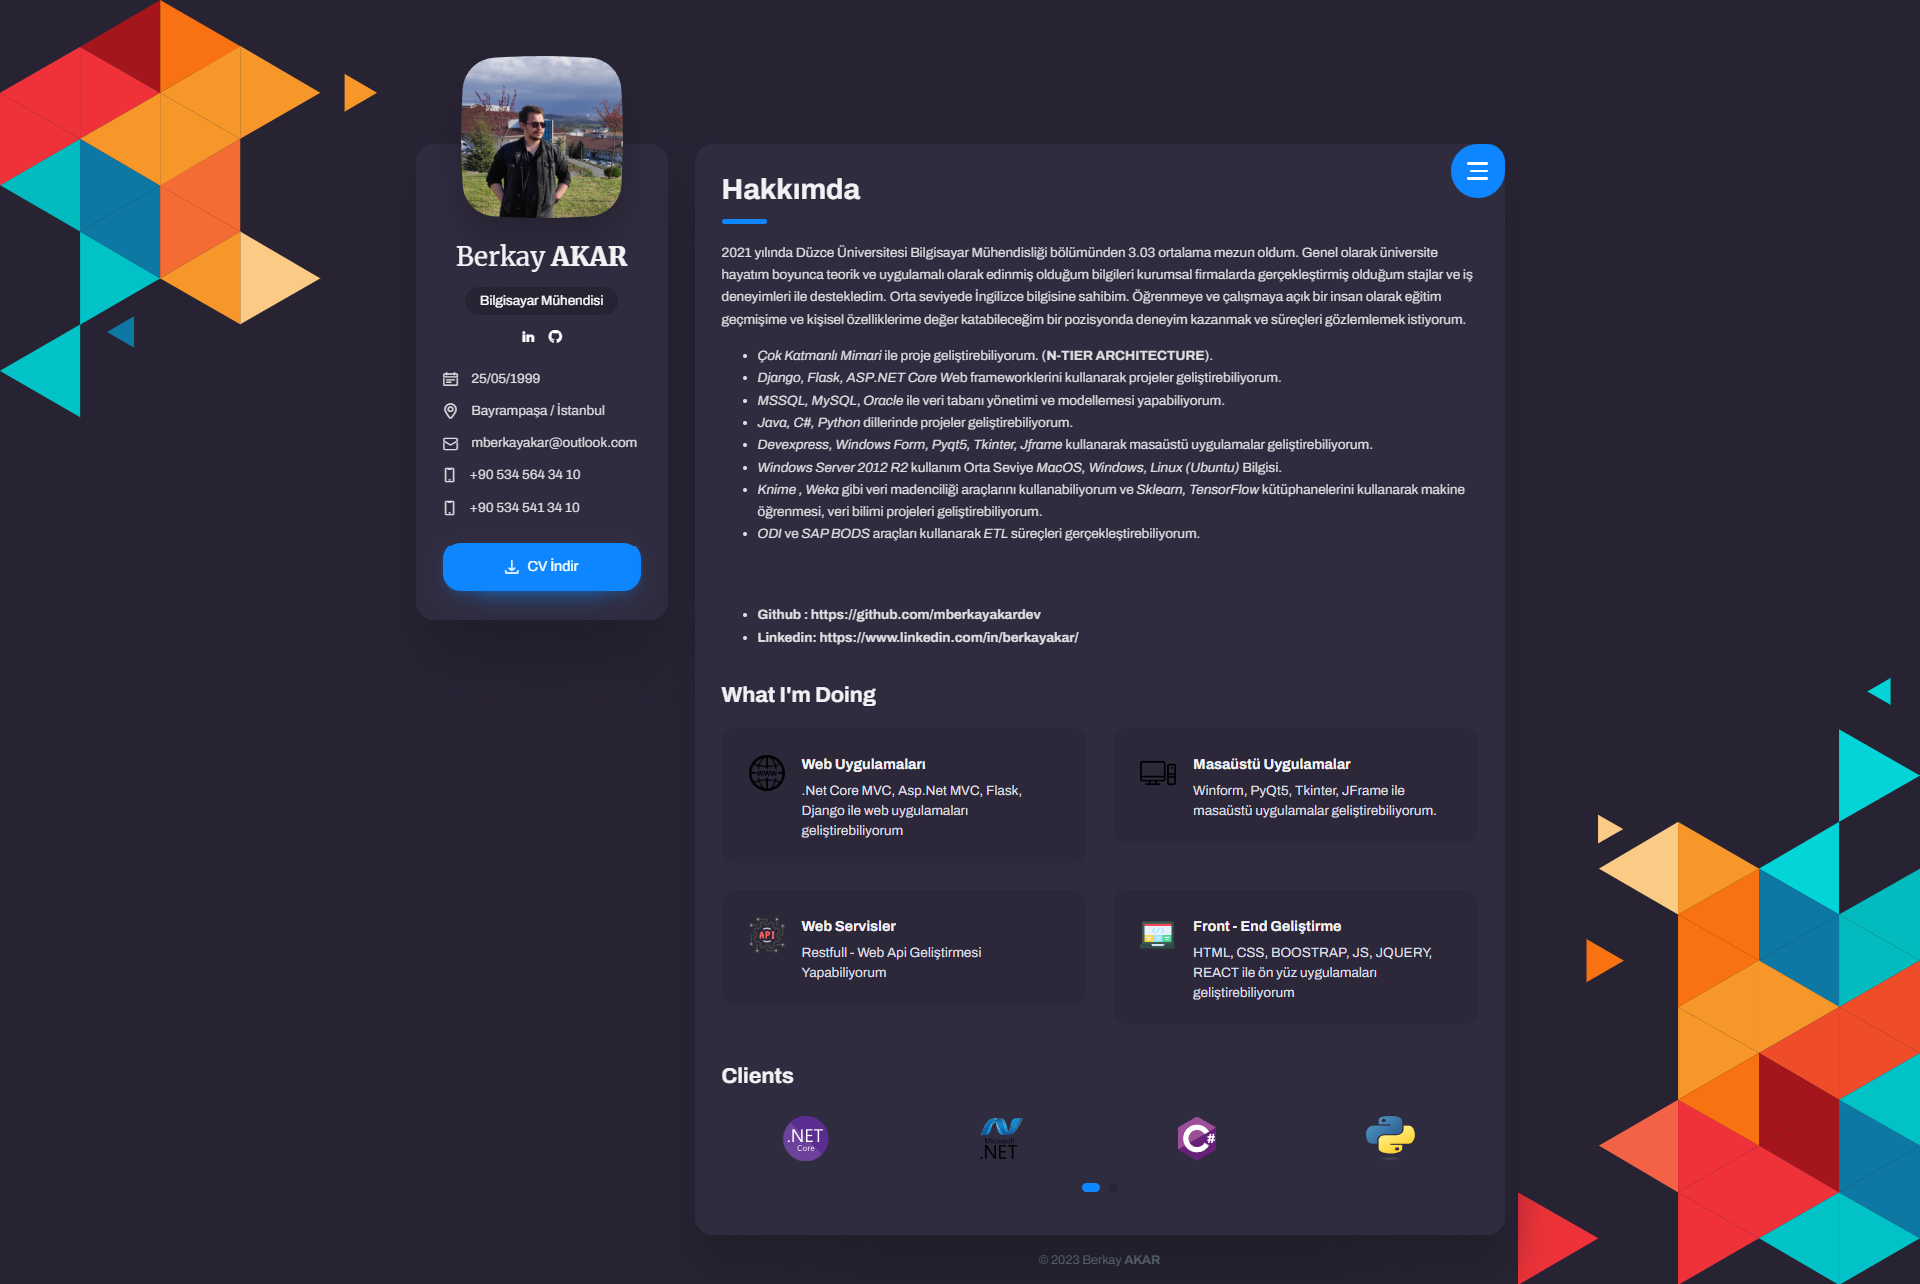 Berkay AKAR
Bilgisayar Mühendisi
25/05/1999
Bayrampaşa / İstanbul
mberkayakar@outlook.com
+90 534 564 34 10
+90 534 541 34 10
CV İndir
Hakkımda
2021 yılında Düzce Üniversitesi Bilgisayar Mühendisliği bölümünden 3.03 ortalama mezun oldum. Genel olarak üniversite
hayatım boyunca teorik ve uygulamalı olarak edinmiş olduğum bilgileri kurumsal firmalarda gerçekleştirmiş olduğum stajlar ve iş
deneyimleri ile destekledim. Orta seviyede İngilizce bilgisine sahibim. Öğrenmeye ve çalışmaya açık bir insan olarak eğitim
geçmişime ve kişisel özelliklerime değer katabileceğim bir pozisyonda deneyim kazanmak ve süreçleri gözlemlemek istiyorum.
• Çok Katmanlı Mimari ile proje geliştirebiliyorum. (N-TIER ARCHITECTURE).
• Django, Flask, ASP.NET Core Web frameworklerini kullanarak projeler geliştirebiliyorum.
• MSSQL, MySQL, Oracle ile veri tabanı yönetimi ve modellemesi yapabiliyorum.
• Java, C#, Python dillerinde projeler geliştirebiliyorum.
• Devexpress, Windows Form, Pyqt5, Tkinter, Jframe kullanarak masaüstü uygulamalar geliştirebiliyorum.
• Windows Server 2012 R2 kullanım Orta Seviye MacOS, Windows, Linux (Ubuntu) Bilgisi.
• Knime , Weka gibi veri madenciliği araçlarını kullanabiliyorum ve Sklearn, TensorFlow kütüphanelerini kullanarak makine
öğrenmesi, veri bilimi projeleri geliştirebiliyorum.
• ODI ve SAP BODS araçları kullanarak ETL süreçleri gerçekleştirebiliyorum.
• Github : https://github.com/mberkayakardev
• Linkedin: https://www.linkedin.com/in/berkayakar/
What I'm Doing
WWW
Web Uygulamaları
.Net Core MVC, Asp.Net MVC, Flask,
Django ile web uygulamaları
geliştirebiliyorum
Masaüstü Uygulamalar
Winform, PyQt5, Tkinter, JFrame ile
masaüstü uygulamalar geliştirebiliyorum.
API
Web Servisler
Restfull - Web Api Geliştirmesi
Yapabiliyorum
Front - End Geliştirme
HTML, CSS, BOOSTRAP, JS, JQUERY,
REACT ile ön yüz uygulamaları
geliştirebiliyorum
Clients
.NET
Core
Microsoft
.NET
C#
© 2023 Berkay AKAR